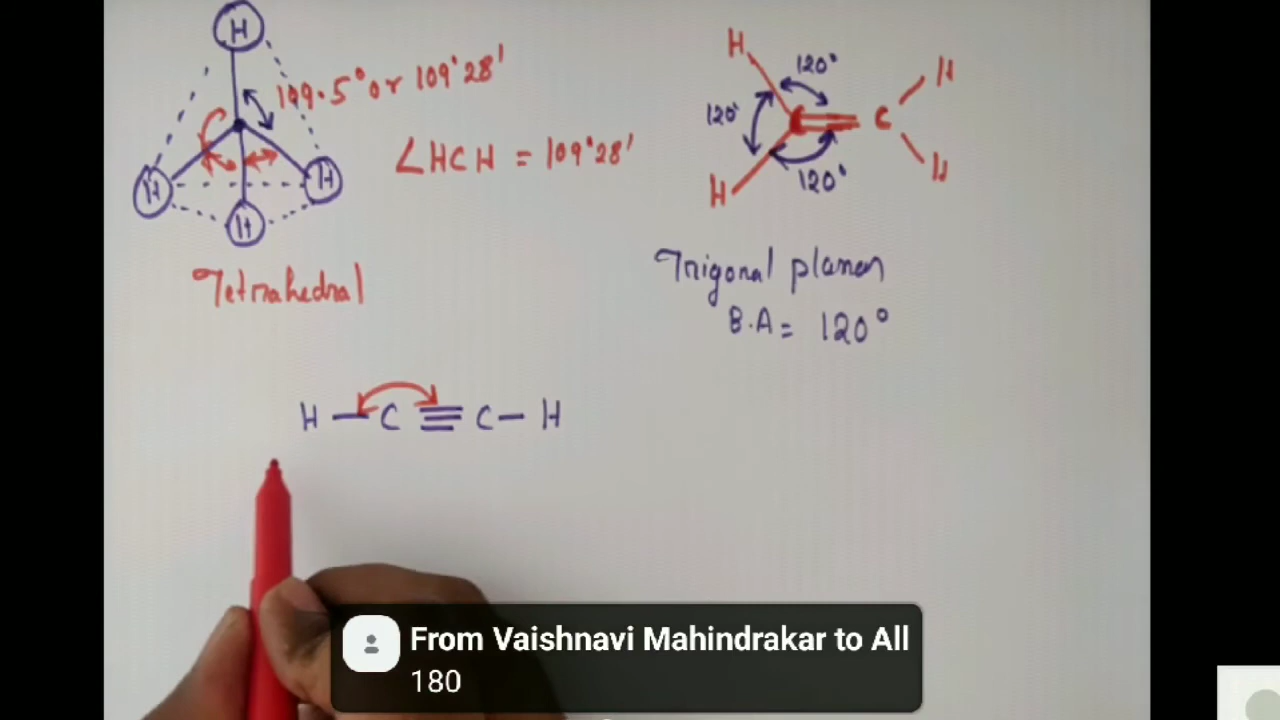 H
109.5° or 109°28'
∠HCH = 109°28'
H H H
Tetrahedral
H 120° H
120° C = C
H 120° H
Trigonal planar
B.A = 120°
H - C ≡ C - H
From Vaishnavi Mahindrakar to All
180